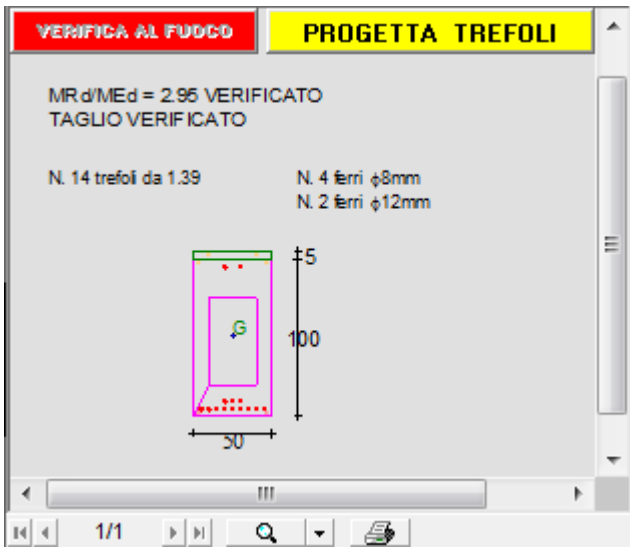 VERIFICA AL FUOCO
PROGETTA TREFOLI
MRd/MEd = 2.95 VERIFICATO
TAGLIO VERIFICATO
N. 14 trefoli da 1.39
N. 4 ferri ϕ8mm
N. 2 ferri ϕ12mm
5
G
100
50
1/1